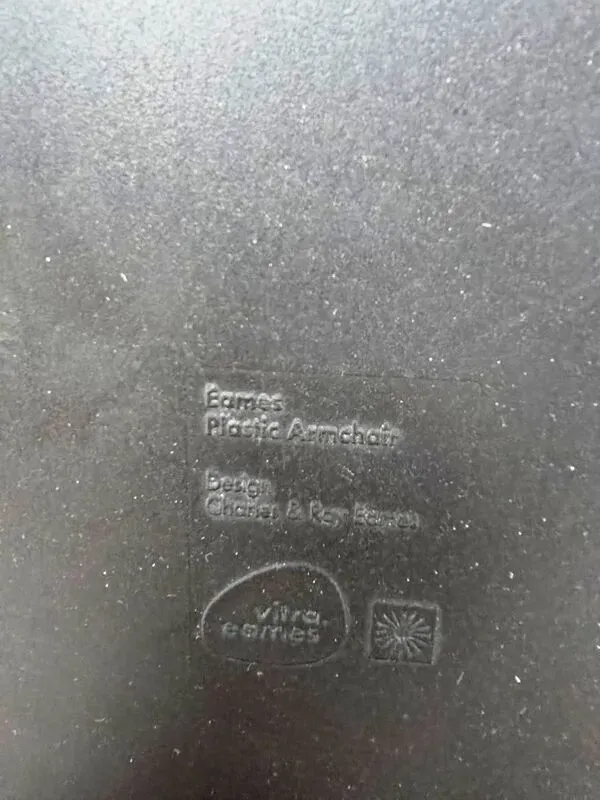 Eames
Plastic Armchair
Design
Charles & Ray Eames
vitra.
eames